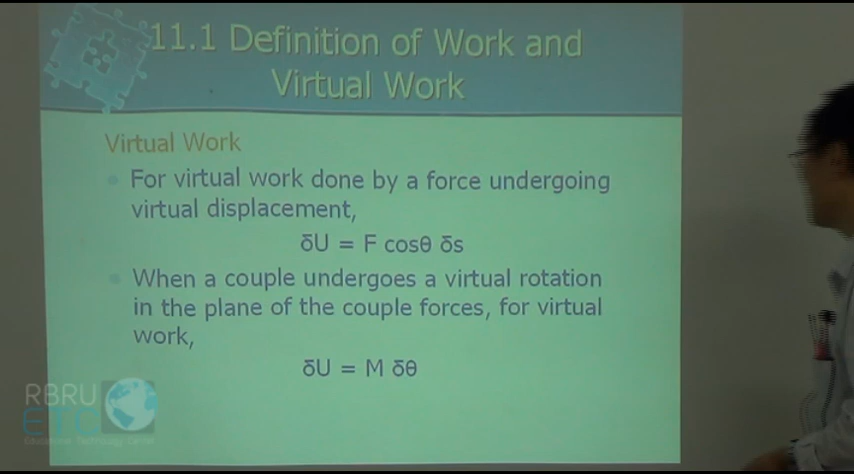 11.1 Definition of Work and
Virtual Work
Virtual Work
For virtual work done by a force undergoing
virtual displacement,
δU = F cosθ δs
When a couple undergoes a virtual rotation
in the plane of the couple forces, for virtual
work,
δU = M δθ
RBRU
ETC
Educational Technology Center